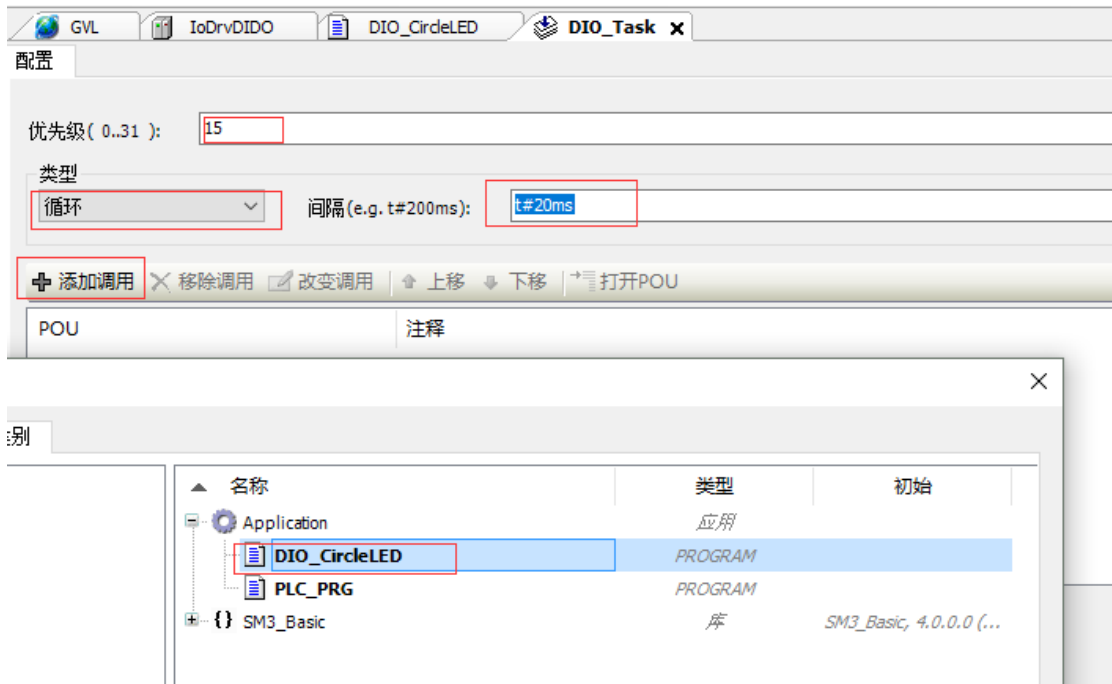 GVL IoDrvDIDO DIO_CircleLED DIO_Task
配置
优先级( 0..31 ): 15
类型
循环 间隔(e.g. t#200ms): t#20ms
添加调用 移除调用 改变调用 上移 下移 打开POU
POU 注释
别
名称 类型 初始
Application 应用
DIO_CircleLED PROGRAM
PLC_PRG PROGRAM
{} SM3_Basic 库 SM3_Basic, 4.0.0.0 (...